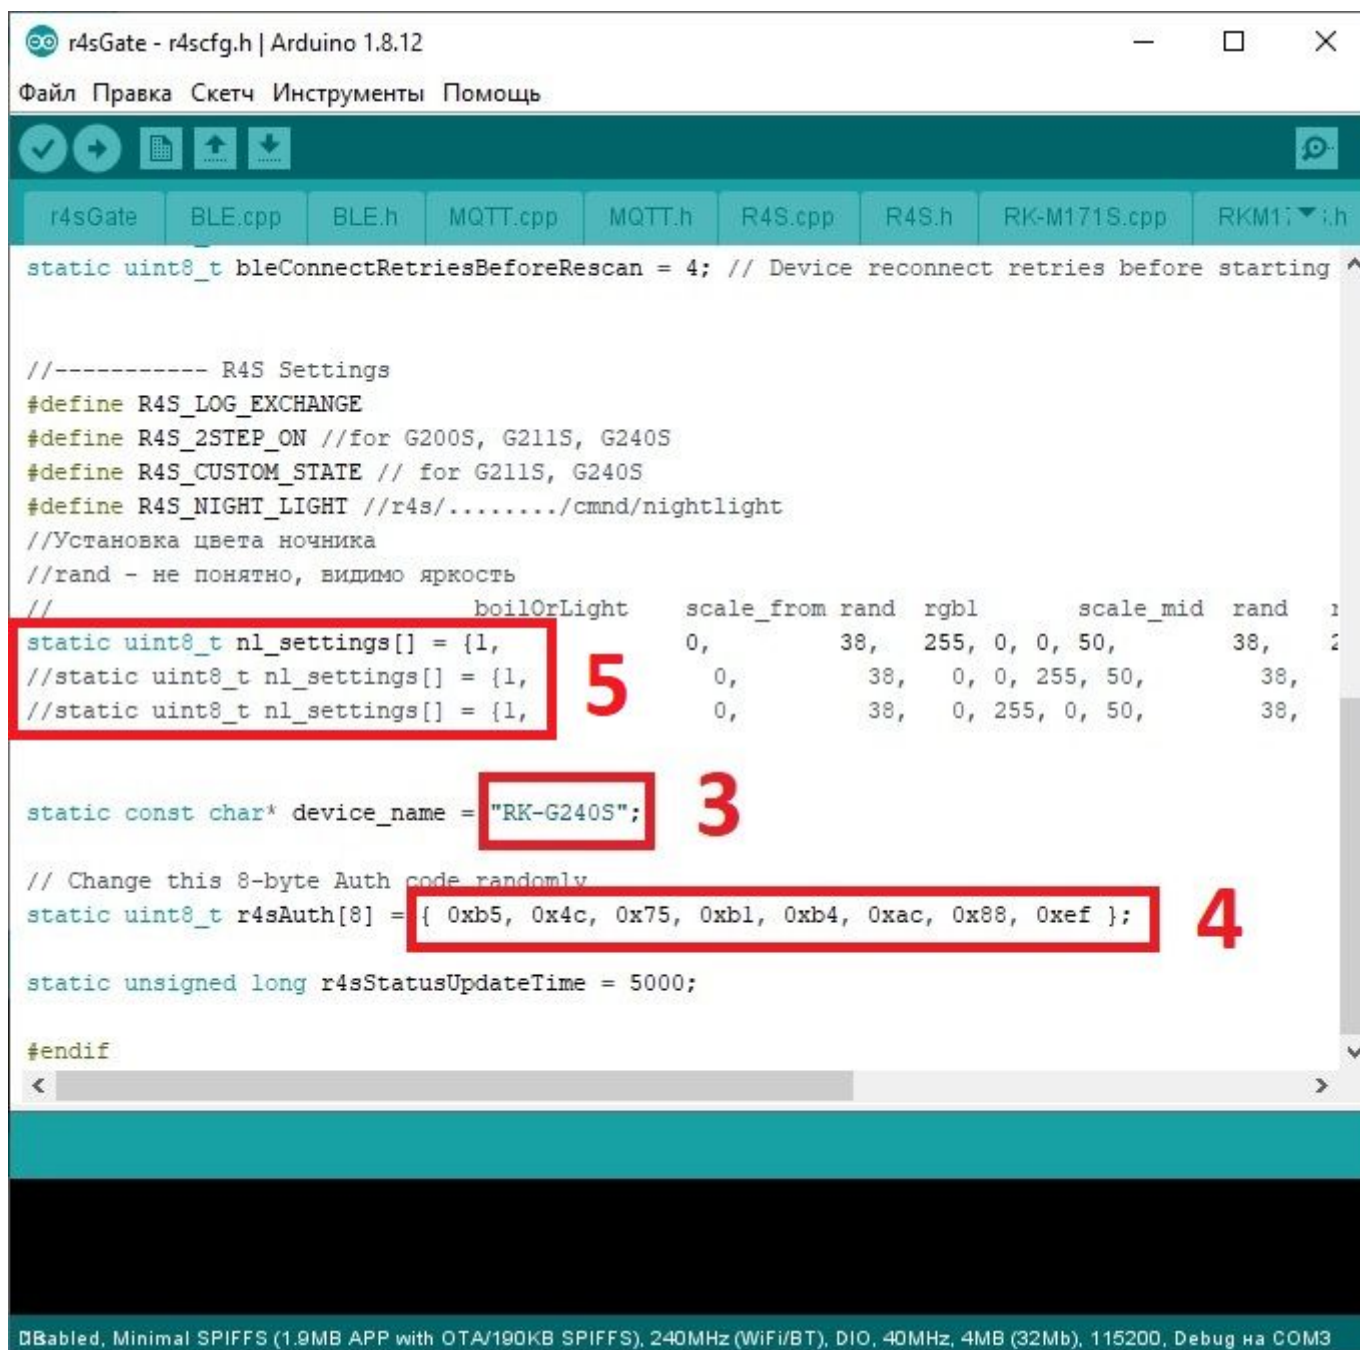 r4sGate - r4scfg.h | Arduino 1.8.12
Файл Правка Скетч Инструменты Помощь
r4sGate BLE.cpp BLE.h MQTT.cpp MQTT.h R4S.cpp R4S.h RK-M171S.cpp
static uint8_t bleConnectRetriesBeforeRescan = 4; // Device reconnect retries before starting
//----------- R4S Settings
#define R4S_LOG_EXCHANGE
#define R4S_2STEP_ON //for G200S, G211S, G240S
#define R4S_CUSTOM_STATE // for G211S, G240S
#define R4S_NIGHT_LIGHT //r4s/......../cmnd/nightlight
//Установка цвета ночника
//rand - не понятно, видимо яркость
// boilOrLight scale_from rand rgb1 scale_mid rand
static uint8_t nl_settings[] = {1, 0, 38, 255, 0, 0, 50, 38,
//static uint8_t nl_settings[] = {1, 0, 38, 0, 0, 255, 50, 38,
//static uint8_t nl_settings[] = {1, 0, 38, 0, 255, 0, 50, 38,
5
static const char* device_name = "RK-G240S";
3
// Change this 8-byte Auth code randomly
static uint8_t r4sAuth[8] = { 0xb5, 0x4c, 0x75, 0xb1, 0xb4, 0xac, 0x88, 0xef };
4
static unsigned long r4sStatusUpdateTime = 5000;
#endif
Minimal SPIFFS (1.9MB APP with OTA/190KB SPIFFS), 240MHz (WiFi/BT), DIO, 40MHz, 4MB (32Mb), 115200, Debug на COM3